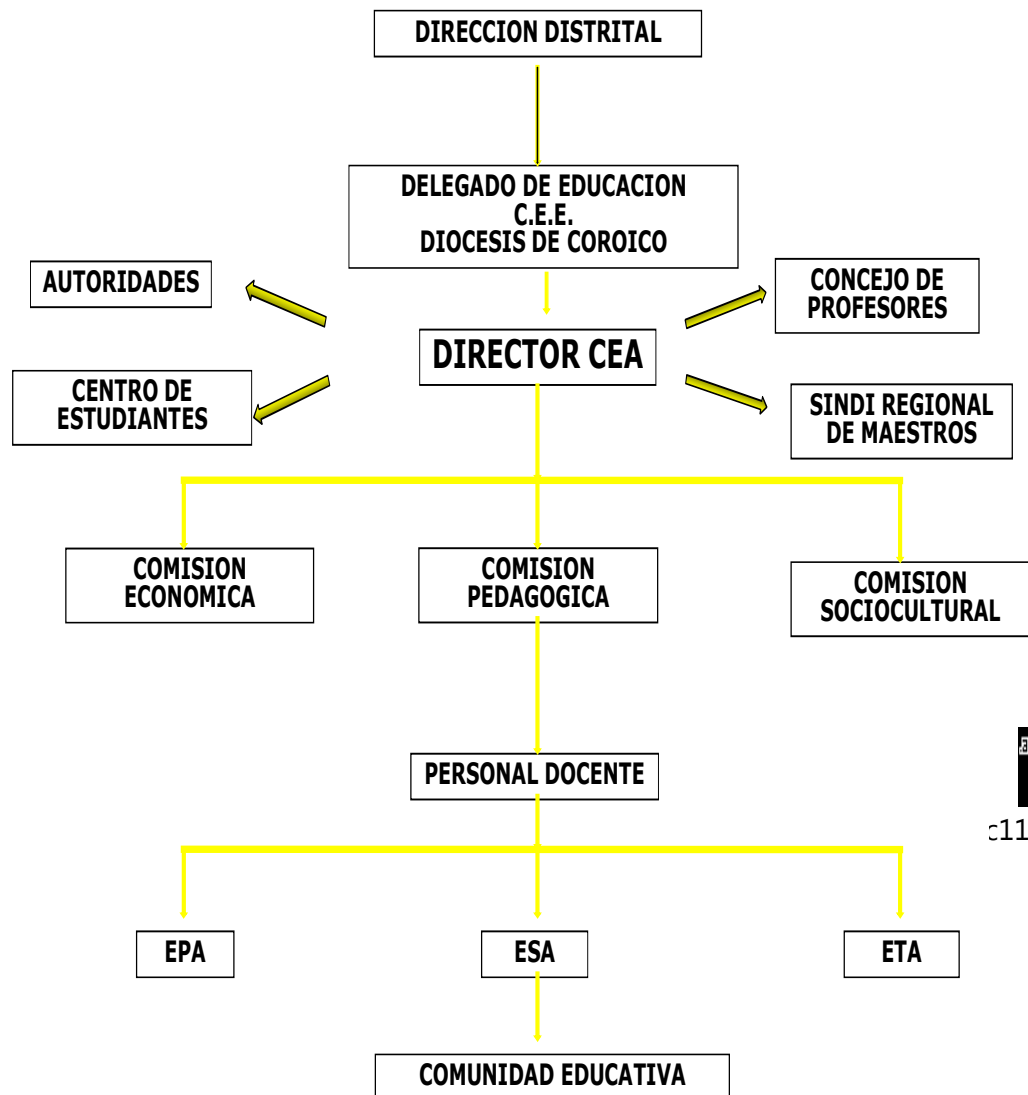 DIRECCION DISTRITAL
DELEGADO DE EDUCACION
C.E.E.
DIOCESIS DE COROICO
AUTORIDADES
CONCEJO DE
PROFESORES
DIRECTOR CEA
CENTRO DE
ESTUDIANTES
SINDI REGIONAL
DE MAESTROS
COMISION
ECONOMICA
COMISION
PEDAGOGICA
COMISION
SOCIOCULTURAL
PERSONAL DOCENTE
c11
EPA
ESA
ETA
COMUNIDAD EDUCATIVA